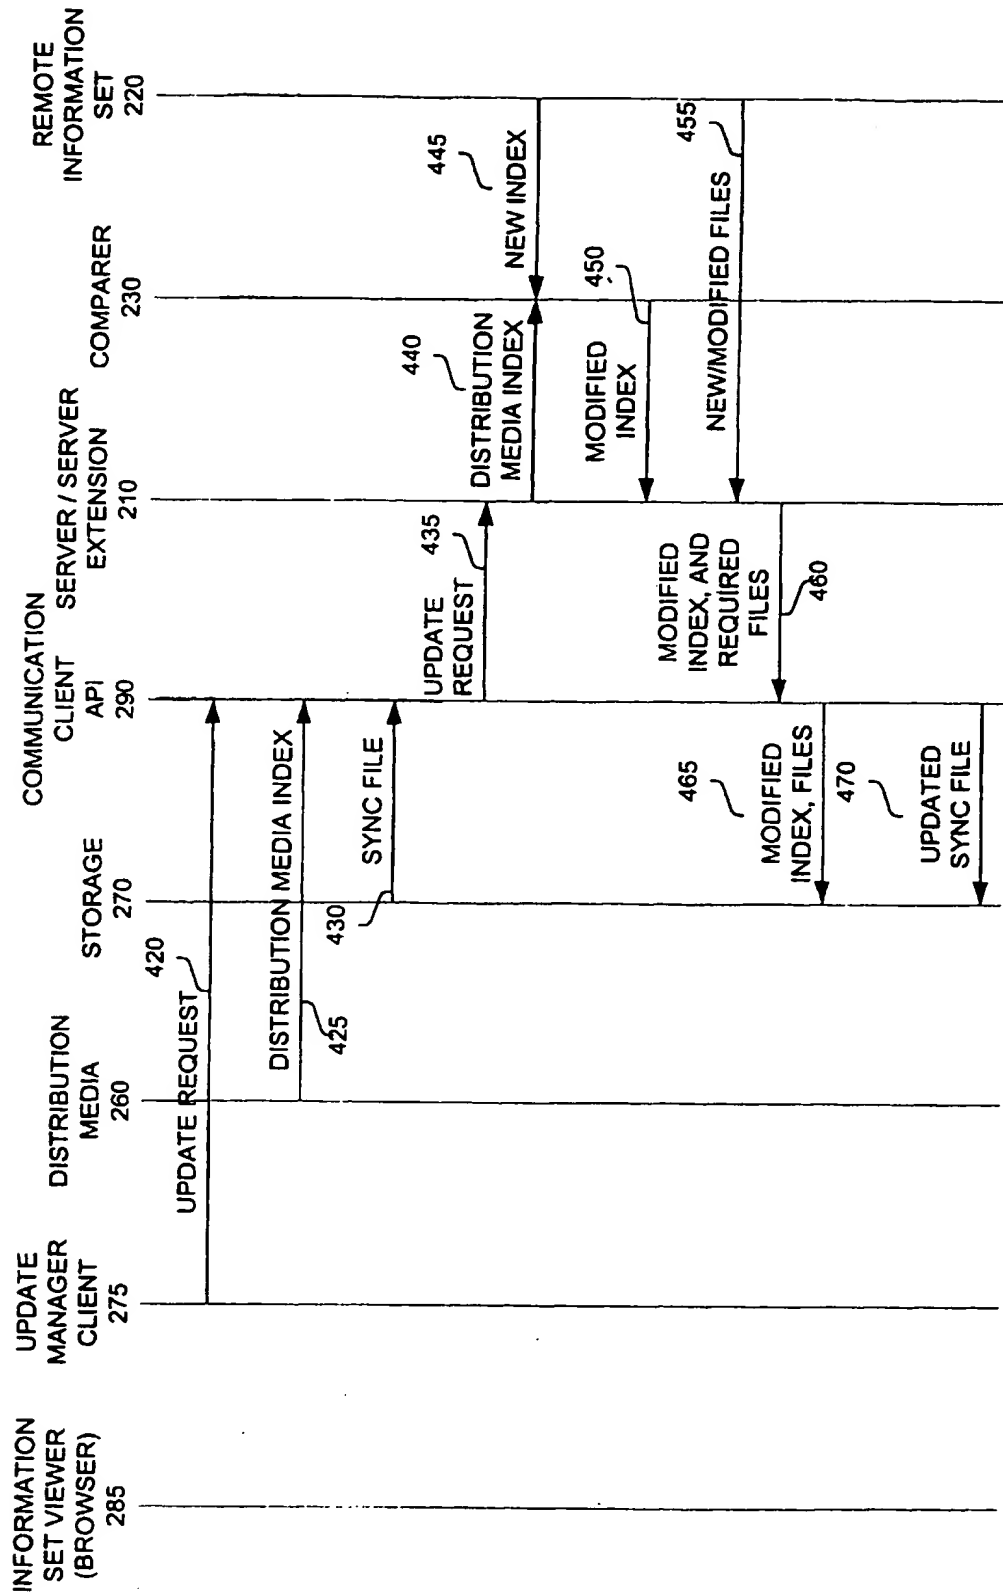 INFORMATION
SET VIEWER
(BROWSER)
285
UPDATE
MANAGER
CLIENT
275
DISTRIBUTION
MEDIA
260
STORAGE
270
COMMUNICATION
CLIENT
API
290
SERVER / SERVER
EXTENSION
210
COMPARER
230
REMOTE
INFORMATION
SET
220
UPDATE REQUEST
420
DISTRIBUTION MEDIA INDEX
425
SYNC FILE
430
UPDATE
REQUEST
435
DISTRIBUTION
MEDIA INDEX
440
NEW INDEX
445
MODIFIED
INDEX
450
NEW/MODIFIED FILES
455
MODIFIED
INDEX, AND
REQUIRED
FILES
460
MODIFIED
INDEX, FILES
465
UPDATED
SYNC FILE
470